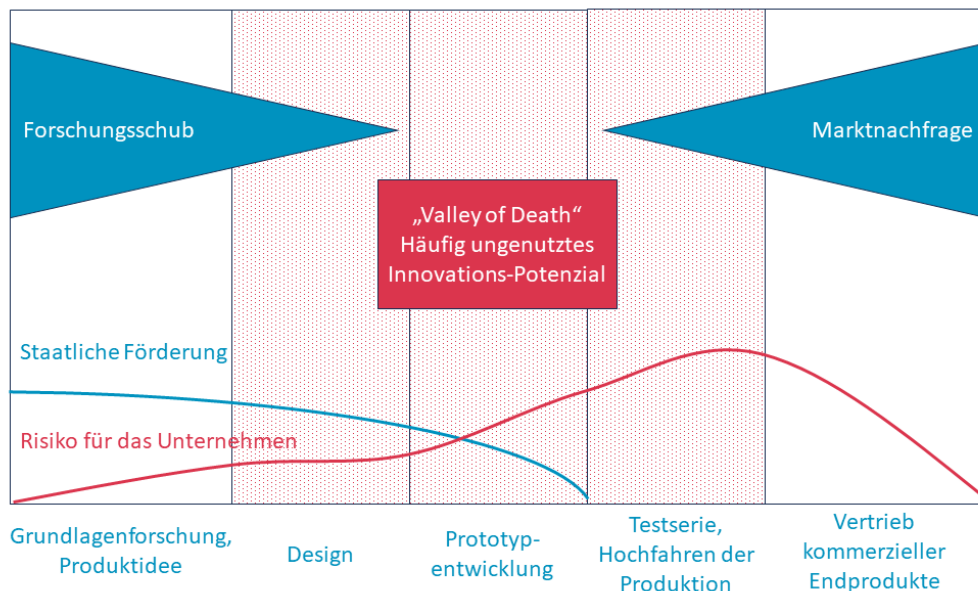 Forschungsschub
Marktnachfrage
„Valley of Death“
Häufig ungenutztes
Innovations-Potenzial
Staatliche Förderung
Risiko für das Unternehmen
Grundlagenforschung,
Produktidee
Design
Prototyp-
entwicklung
Testserie,
Hochfahren der
Produktion
Vertrieb
kommerzieller
Endprodukte